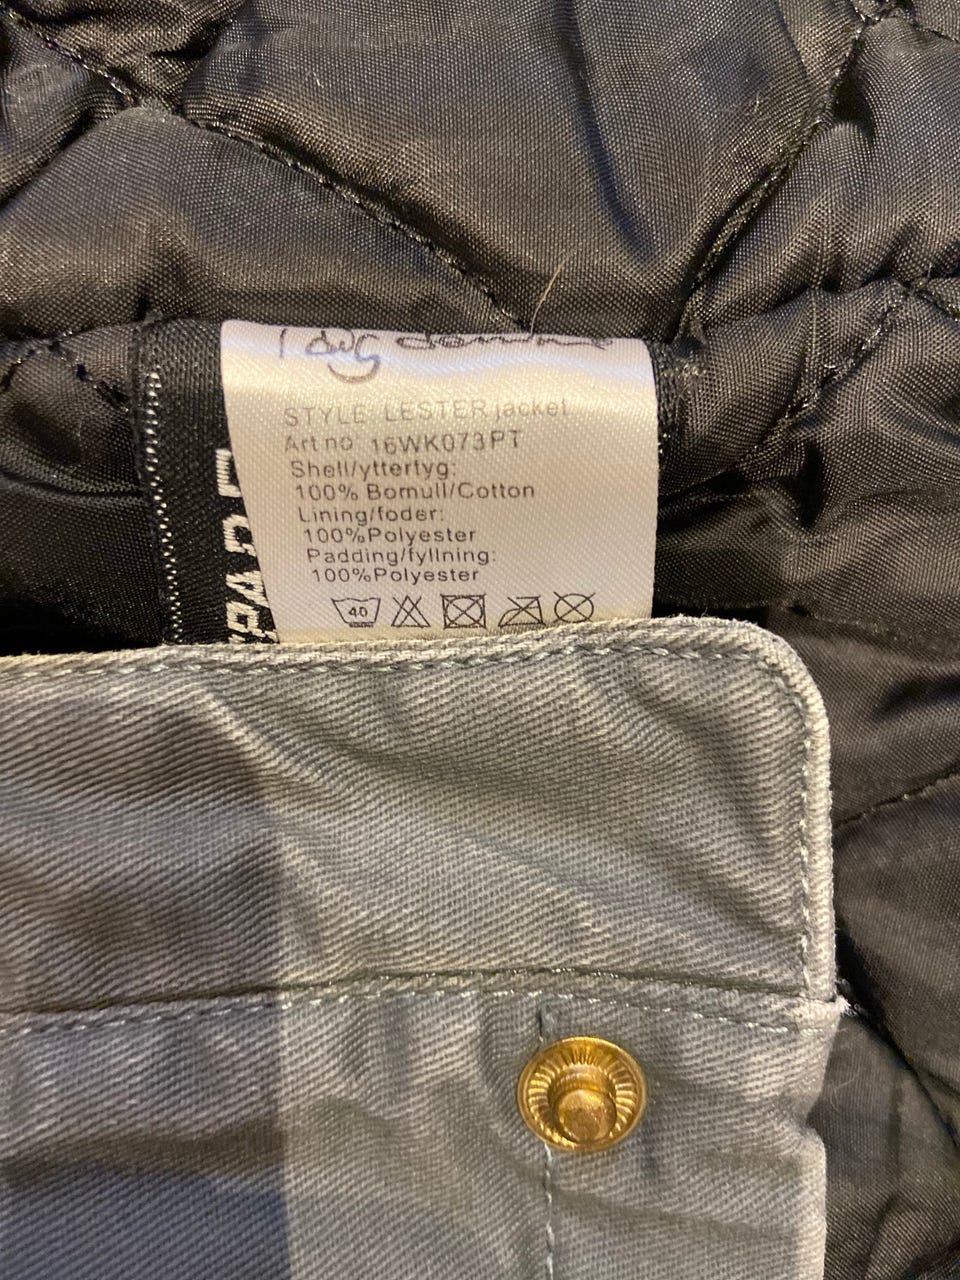 STYLE: LESTER jacket
Art no 16WK073PT
Shell/yttertyg:
100% Bomull/Cotton
Lining/foder:
100%Polyester
Padding/fyllning:
100%Polyester
40